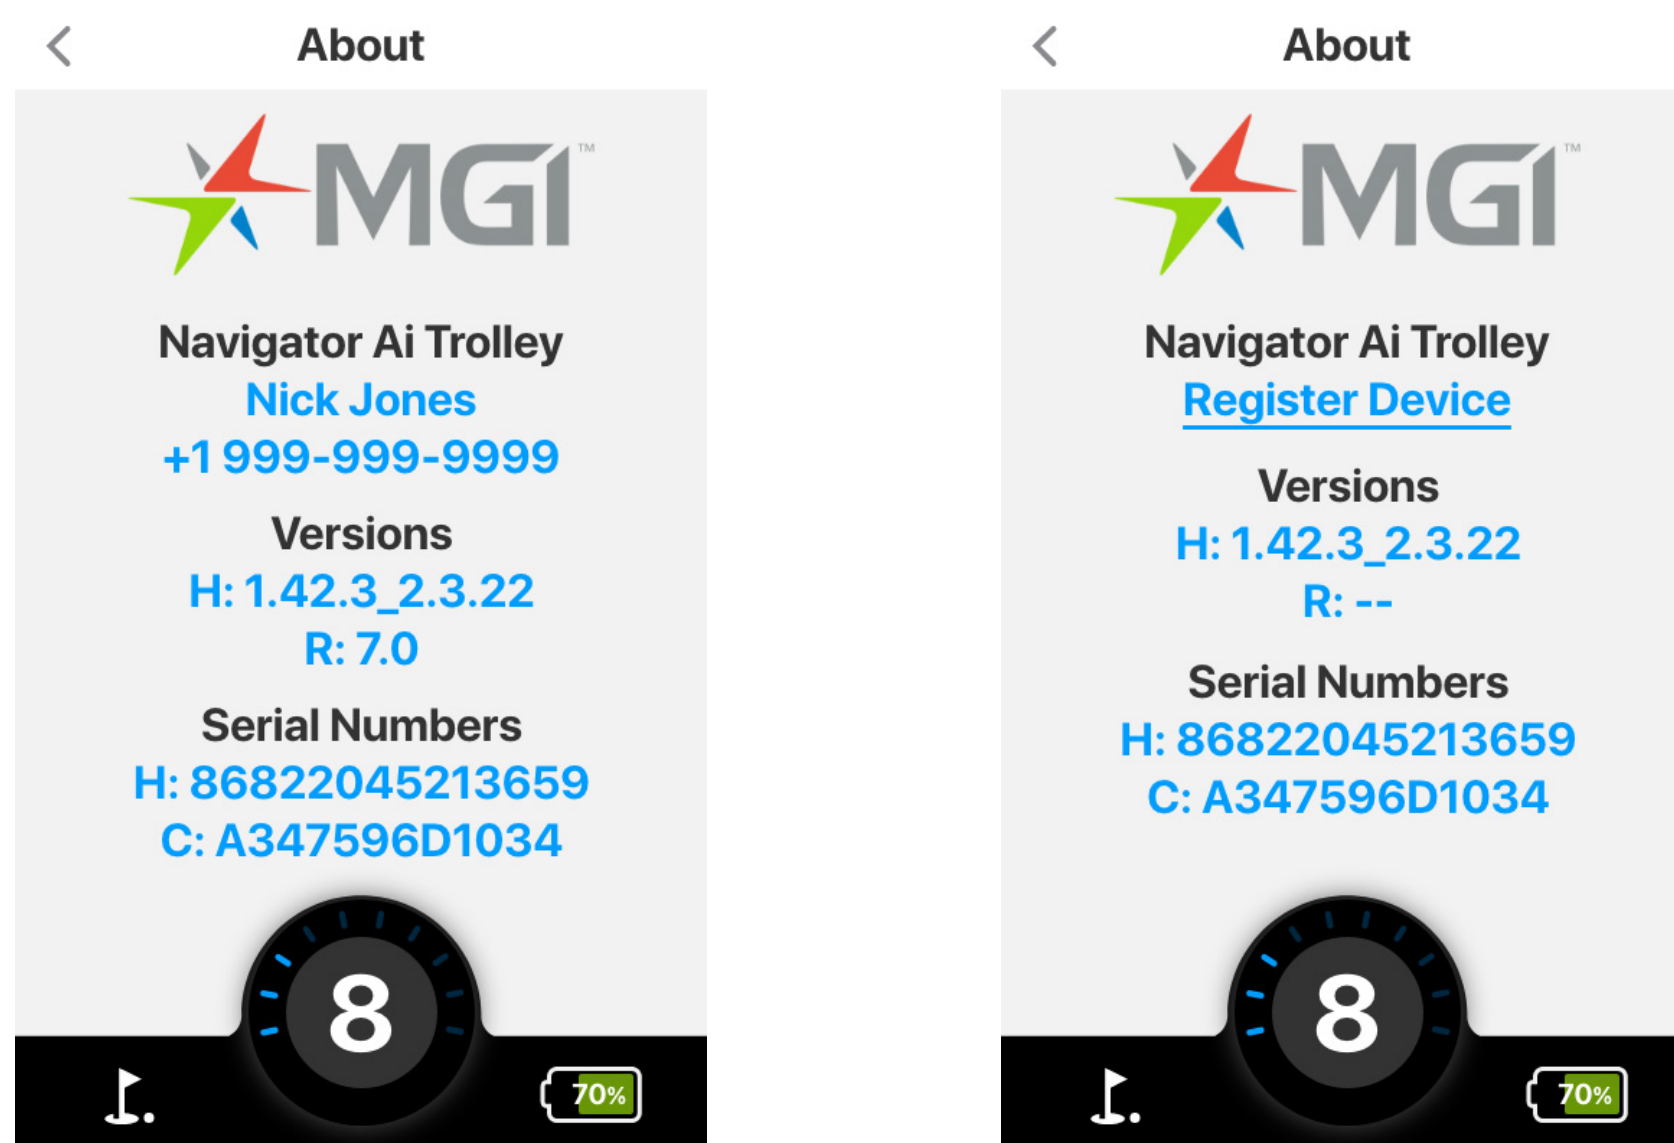 About
MGI™
Navigator Ai Trolley
Nick Jones
+1 999-999-9999
Versions
H: 1.42.3_2.3.22
R: 7.0
Serial Numbers
H: 86822045213659
C: A347596D1034
8
70%
About
MGI™
Navigator Ai Trolley
Register Device
Versions
H: 1.42.3_2.3.22
R: --
Serial Numbers
H: 86822045213659
C: A347596D1034
8
70%